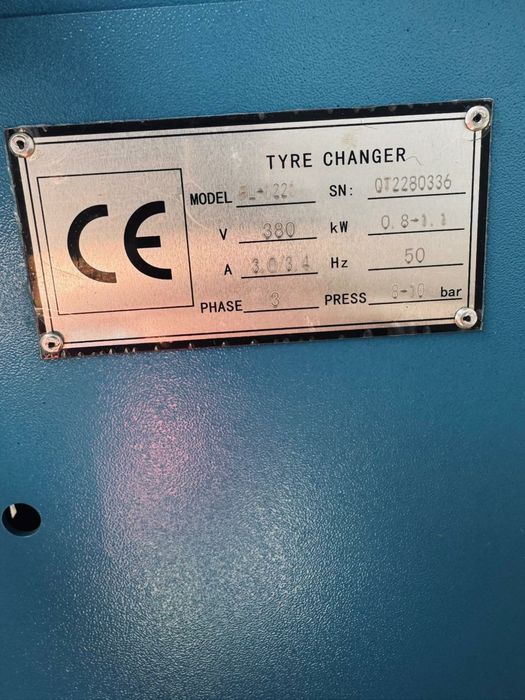 CE
TYRE CHANGER
MODEL SN: QT2280336
V 380 kW 0.8-1.1
A 3.0/3.4 Hz 50
PHASE 3 PRESS 8-10 bar